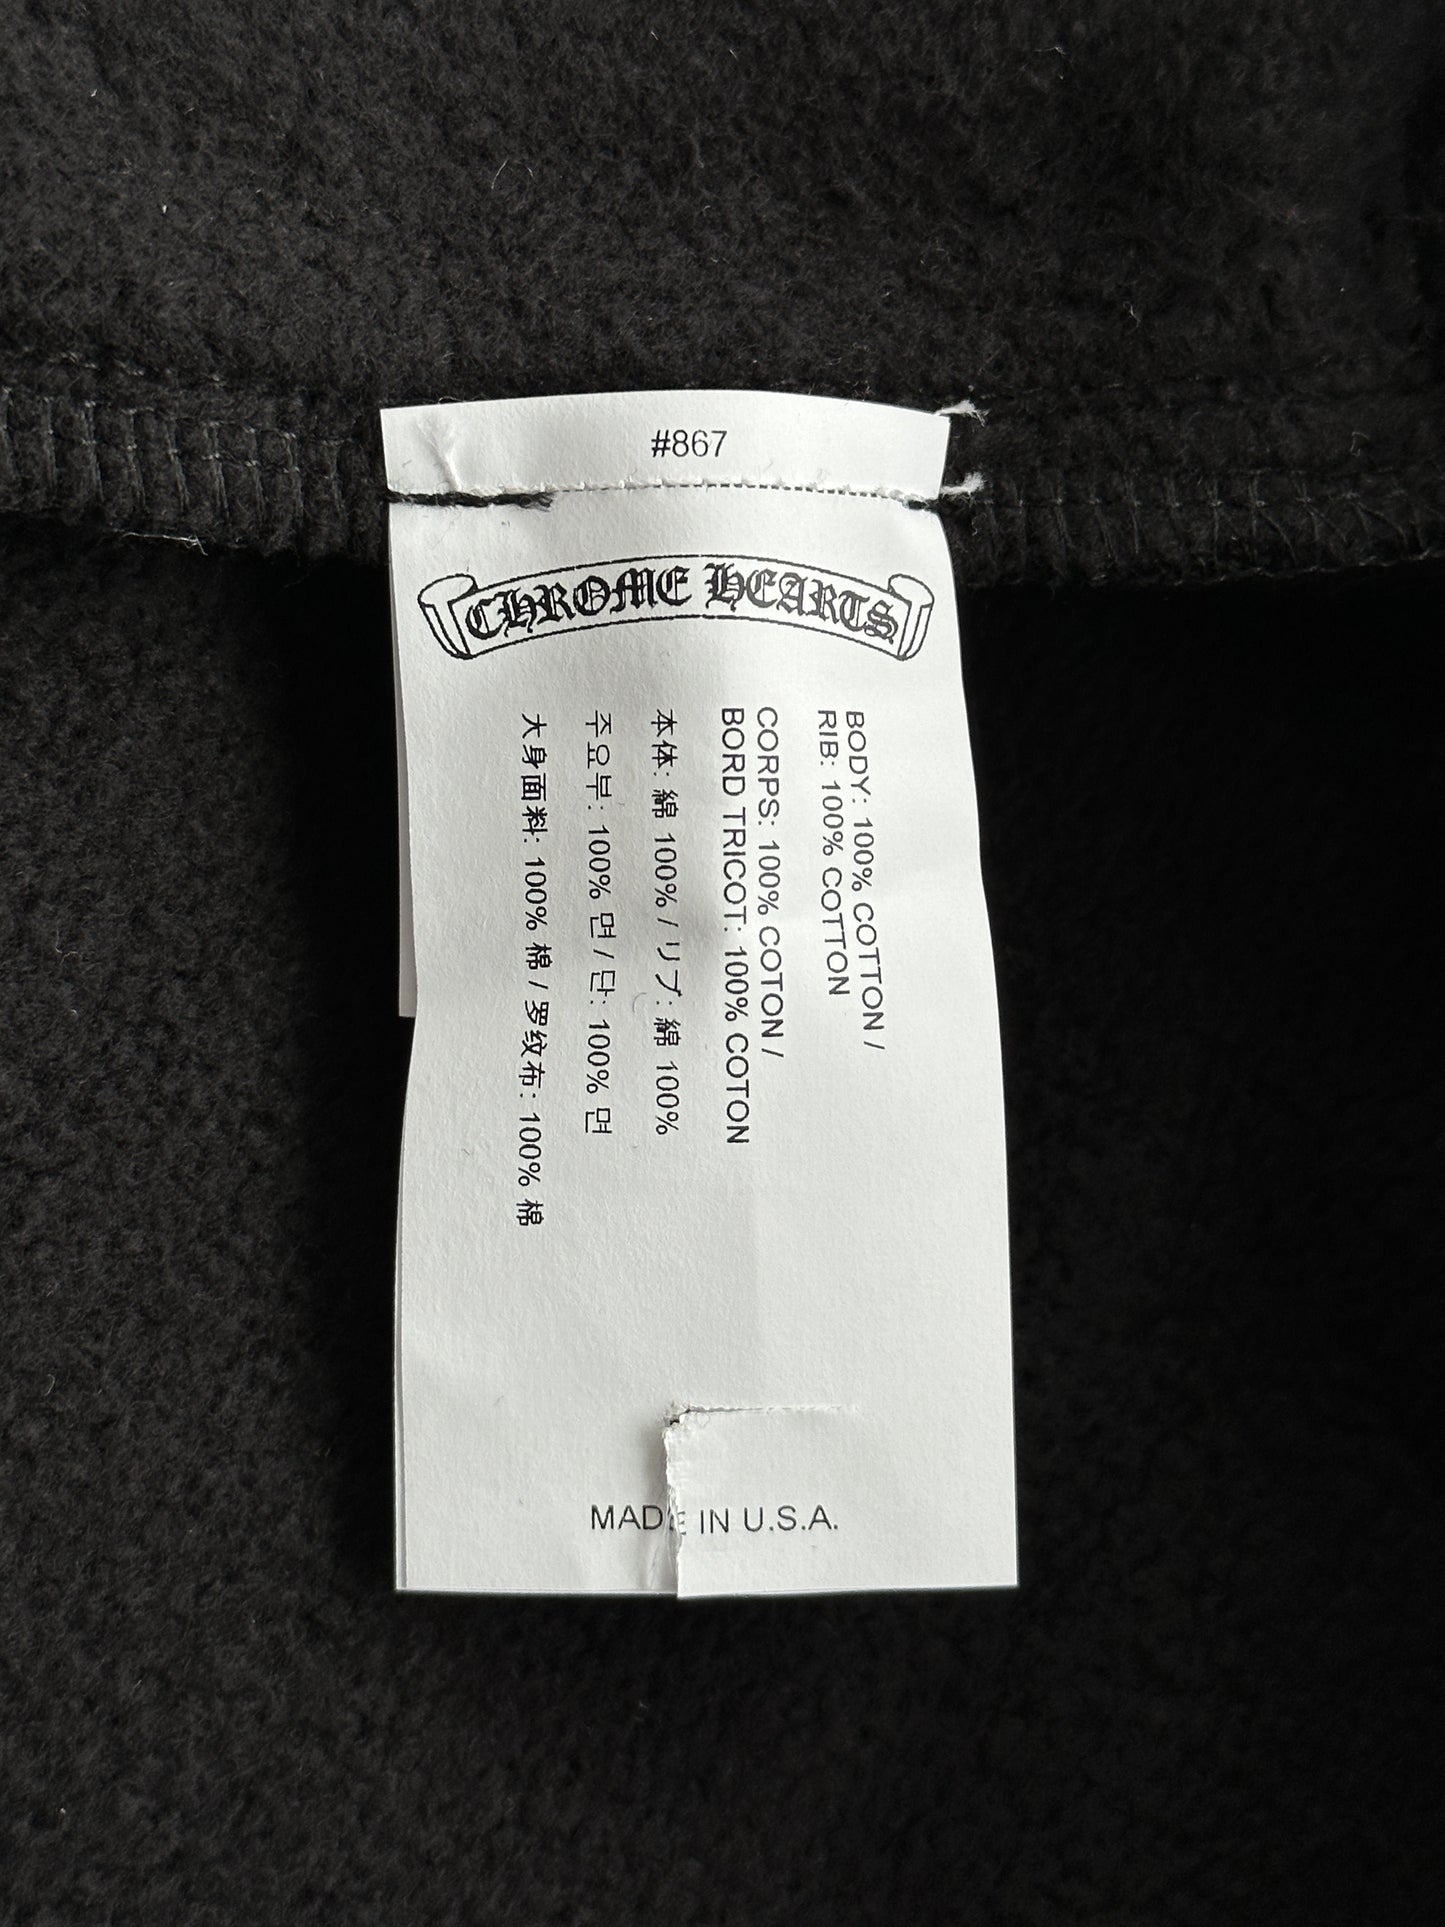 #867
CHROME HEARTS
BODY: 100% COTTON /
RIB: 100% COTTON
CORPS: 100% COTON /
BORD TRICOT: 100% COTON
本体: 綿 100% / リブ: 綿 100%
주요부: 100% 면 / 단: 100% 면
大身面料: 100% 棉 / 罗纹布: 100% 棉
MADE IN U.S.A.